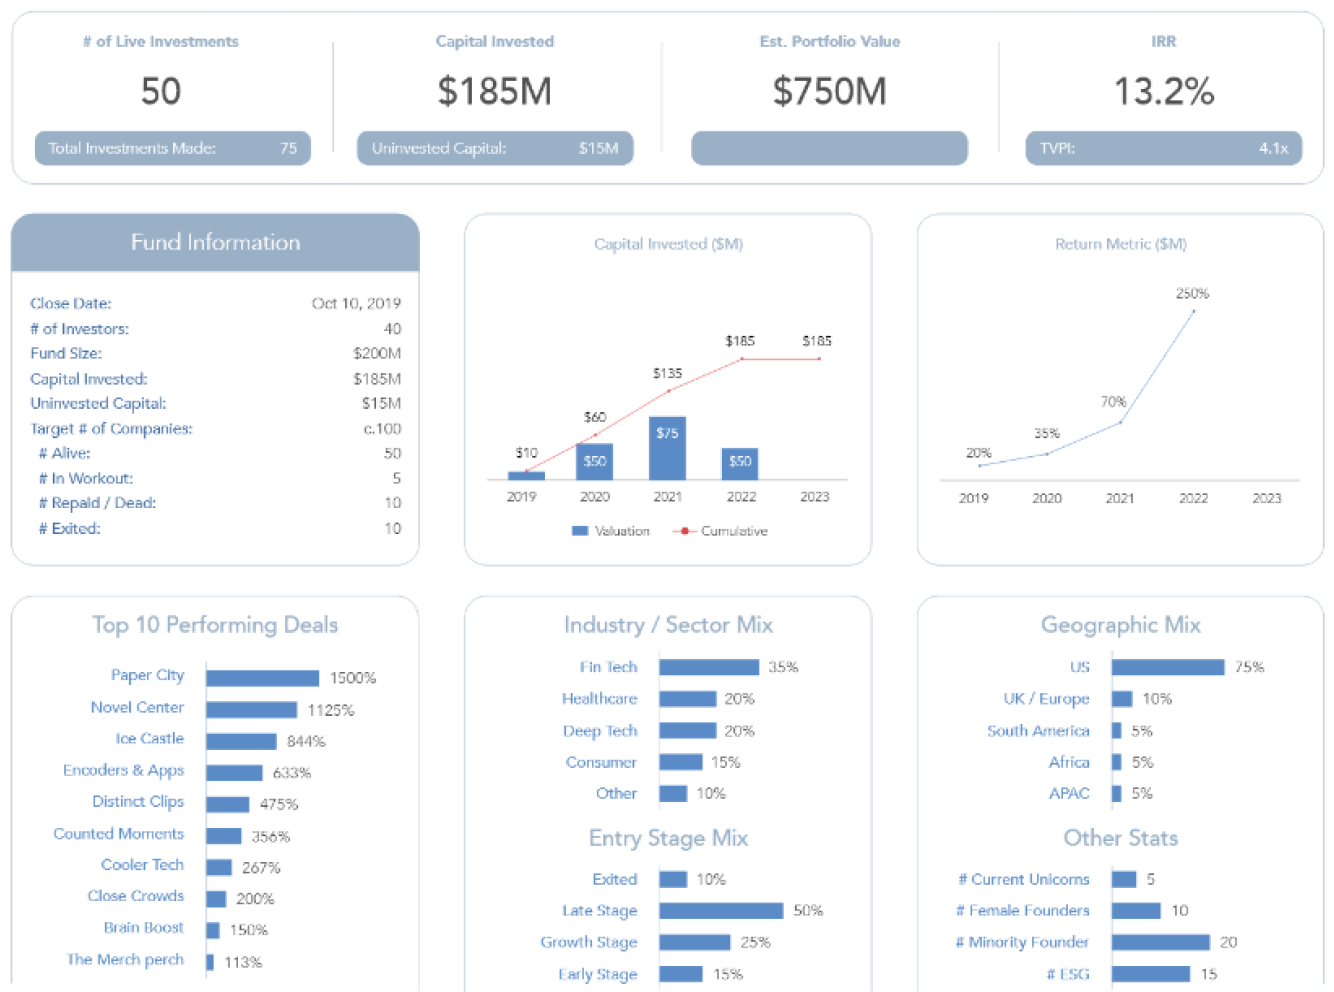 # of Live Investments
50
Total Investments Made: 75
Capital Invested
$185M
Uninvested Capital: $15M
Est. Portfolio Value
$750M
IRR
13.2%
TVPI: 4.1x
Fund Information
Close Date: Oct 10, 2019
# of Investors: 40
Fund Size: $200M
Capital Invested: $185M
Uninvested Capital: $15M
Target # of Companies: c.100
# Alive: 50
# In Workout: 5
# Repaid / Dead: 10
# Exited: 10
Capital Invested ($M)
$185 $185
$135
$60 $75
$10 $50 $50
2019 2020 2021 2022 2023
Valuation Cumulative
Return Metric ($M)
250%
70%
35%
20%
2019 2020 2021 2022 2023
Top 10 Performing Deals
Paper City 1500%
Novel Center 1125%
Ice Castle 844%
Encoders & Apps 633%
Distinct Clips 475%
Counted Moments 356%
Cooler Tech 267%
Close Crowds 200%
Brain Boost 150%
The Merch perch 113%
Industry / Sector Mix
Fin Tech 35%
Healthcare 20%
Deep Tech 20%
Consumer 15%
Other 10%
Entry Stage Mix
Exited 10%
Late Stage 50%
Growth Stage 25%
Early Stage 15%
Geographic Mix
US 75%
UK / Europe 10%
South America 5%
Africa 5%
APAC 5%
Other Stats
# Current Unicorns 5
# Female Founders 10
# Minority Founder 20
# ESG 15